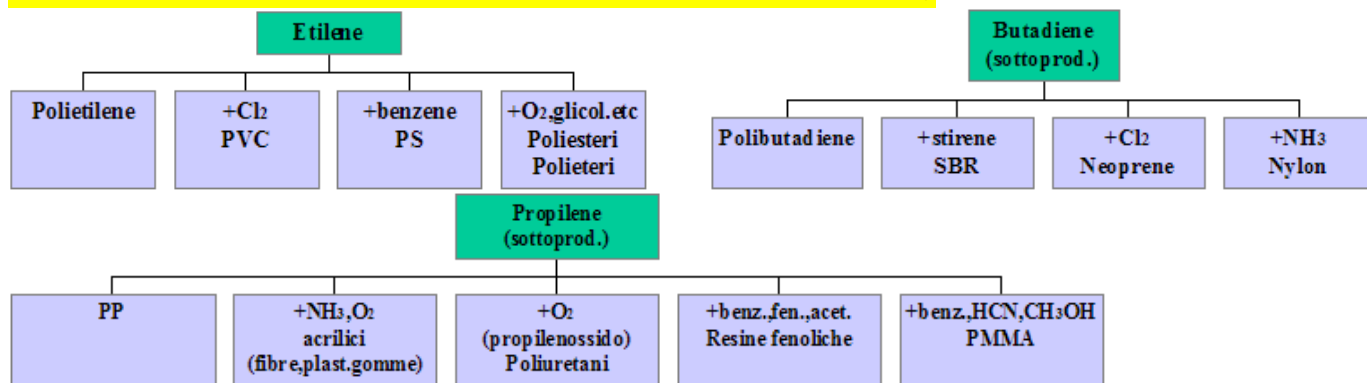 Etilene
Polietilene
+Cl₂
PVC
+benzene
PS
+O₂,glicol.etc
Poliesteri
Polieteri
Butadiene
(sottoprod.)
Polibutadiene
+stirene
SBR
+Cl₂
Neoprene
+NH₃
Nylon
Propilene
(sottoprod.)
PP
+NH₃,O₂
acrilici
(fibre,plast.gomme)
+O₂
(propilenossido)
Poliuretani
+benz.,fen.,acet.
Resine fenoliche
+benz.,HCN,CH₃OH
PMMA